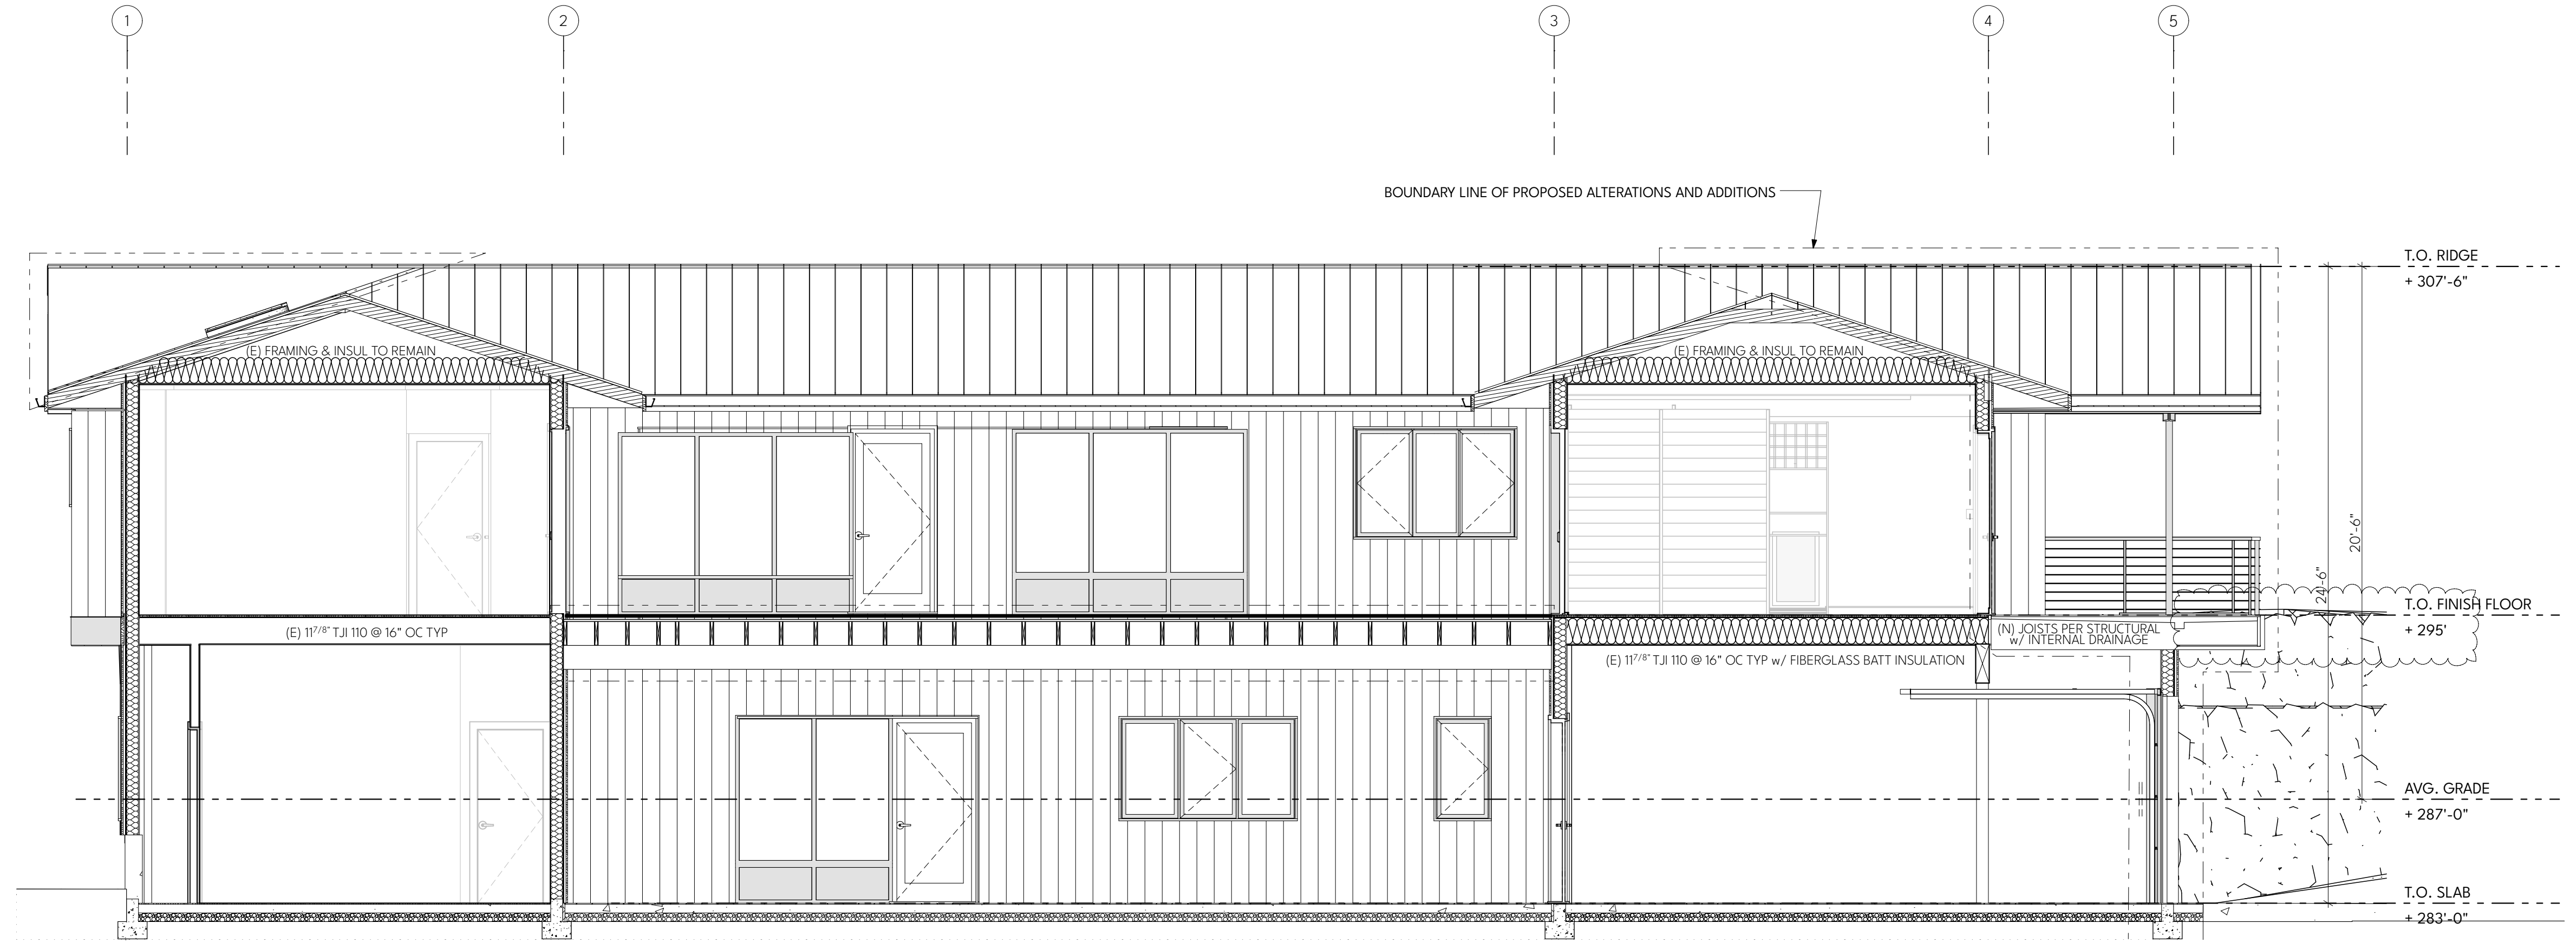 1
2
3
4
5
BOUNDARY LINE OF PROPOSED ALTERATIONS AND ADDITIONS
T.O. RIDGE
+ 307'-6"
(E) FRAMING & INSUL TO REMAIN
(E) FRAMING & INSUL TO REMAIN
20'-6"
24'-6"
T.O. FINISH FLOOR
+ 295'
(E) 11 7/8" TJI 110 @ 16" OC TYP
(N) JOISTS PER STRUCTURAL
w/ INTERNAL DRAINAGE
(E) 11 7/8" TJI 110 @ 16" OC TYP w/ FIBERGLASS BATT INSULATION
AVG. GRADE
+ 287'-0"
T.O. SLAB
+ 283'-0"